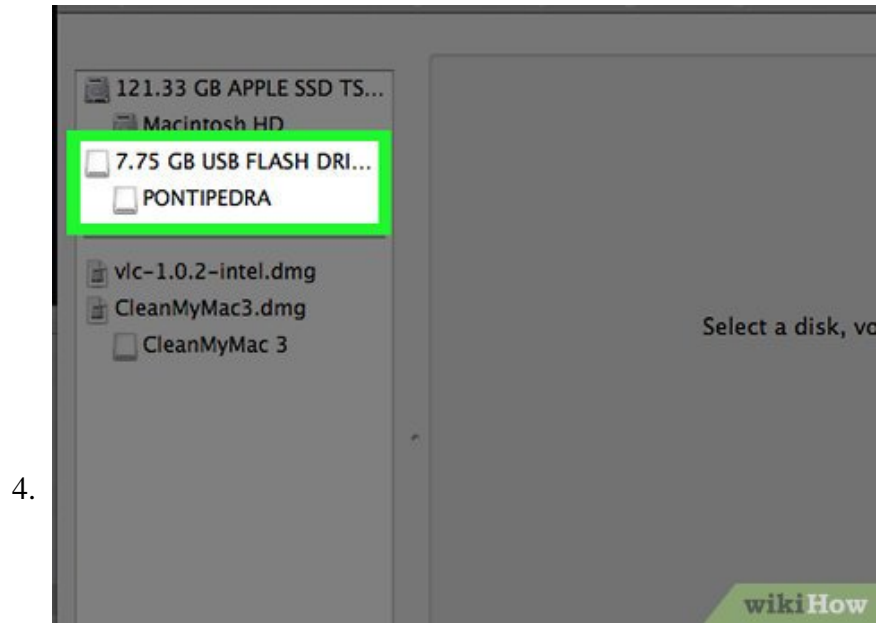 121.33 GB APPLE SSD TS...
Macintosh HD
7.75 GB USB FLASH DRI...
PONTIPEDRA
vlc-1.0.2-intel.dmg
CleanMyMac3.dmg
CleanMyMac 3
Select a disk, vo
4.
wikiHow